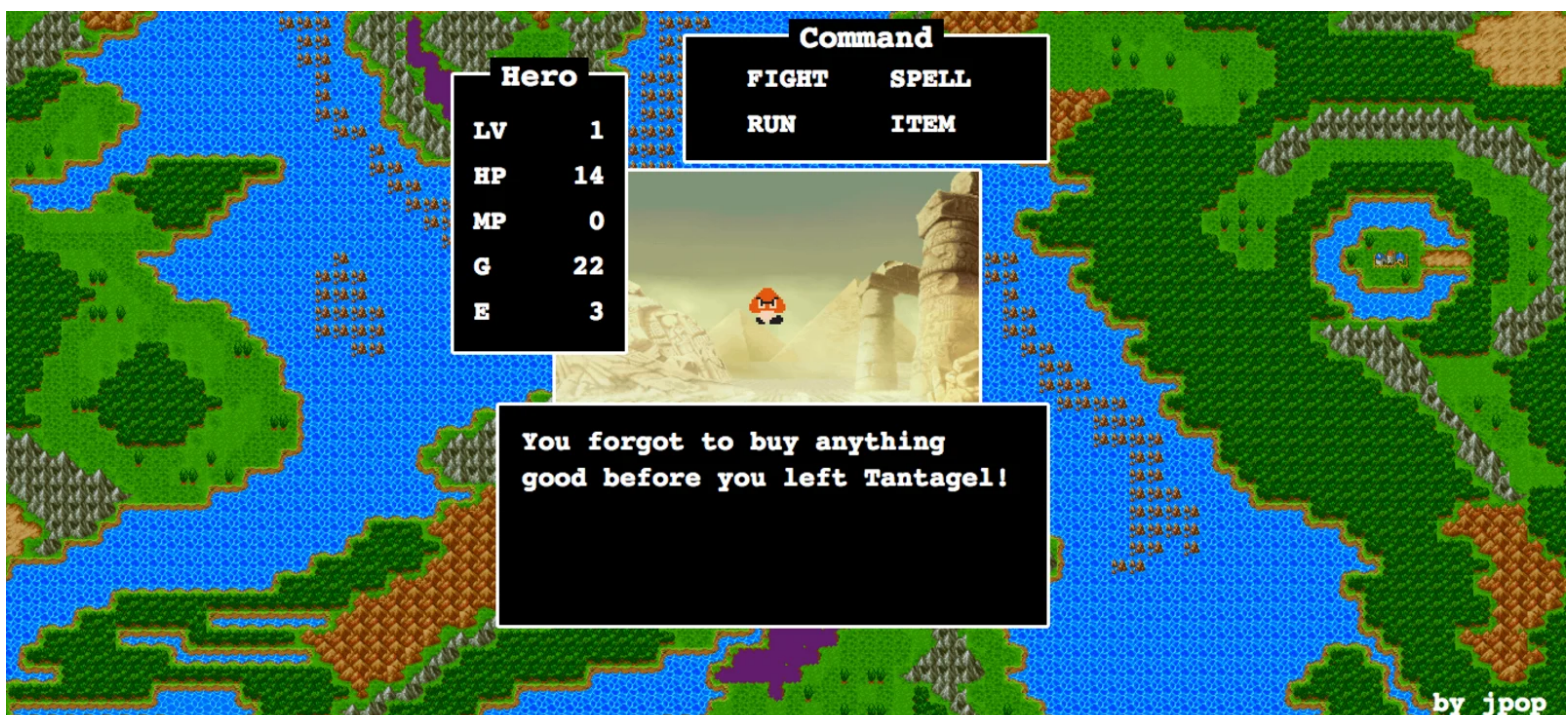 Command
FIGHT SPELL
RUN ITEM
Hero
LV 1
HP 14
MP 0
G 22
E 3
You forgot to buy anything
good before you left Tantagel!
by jpop